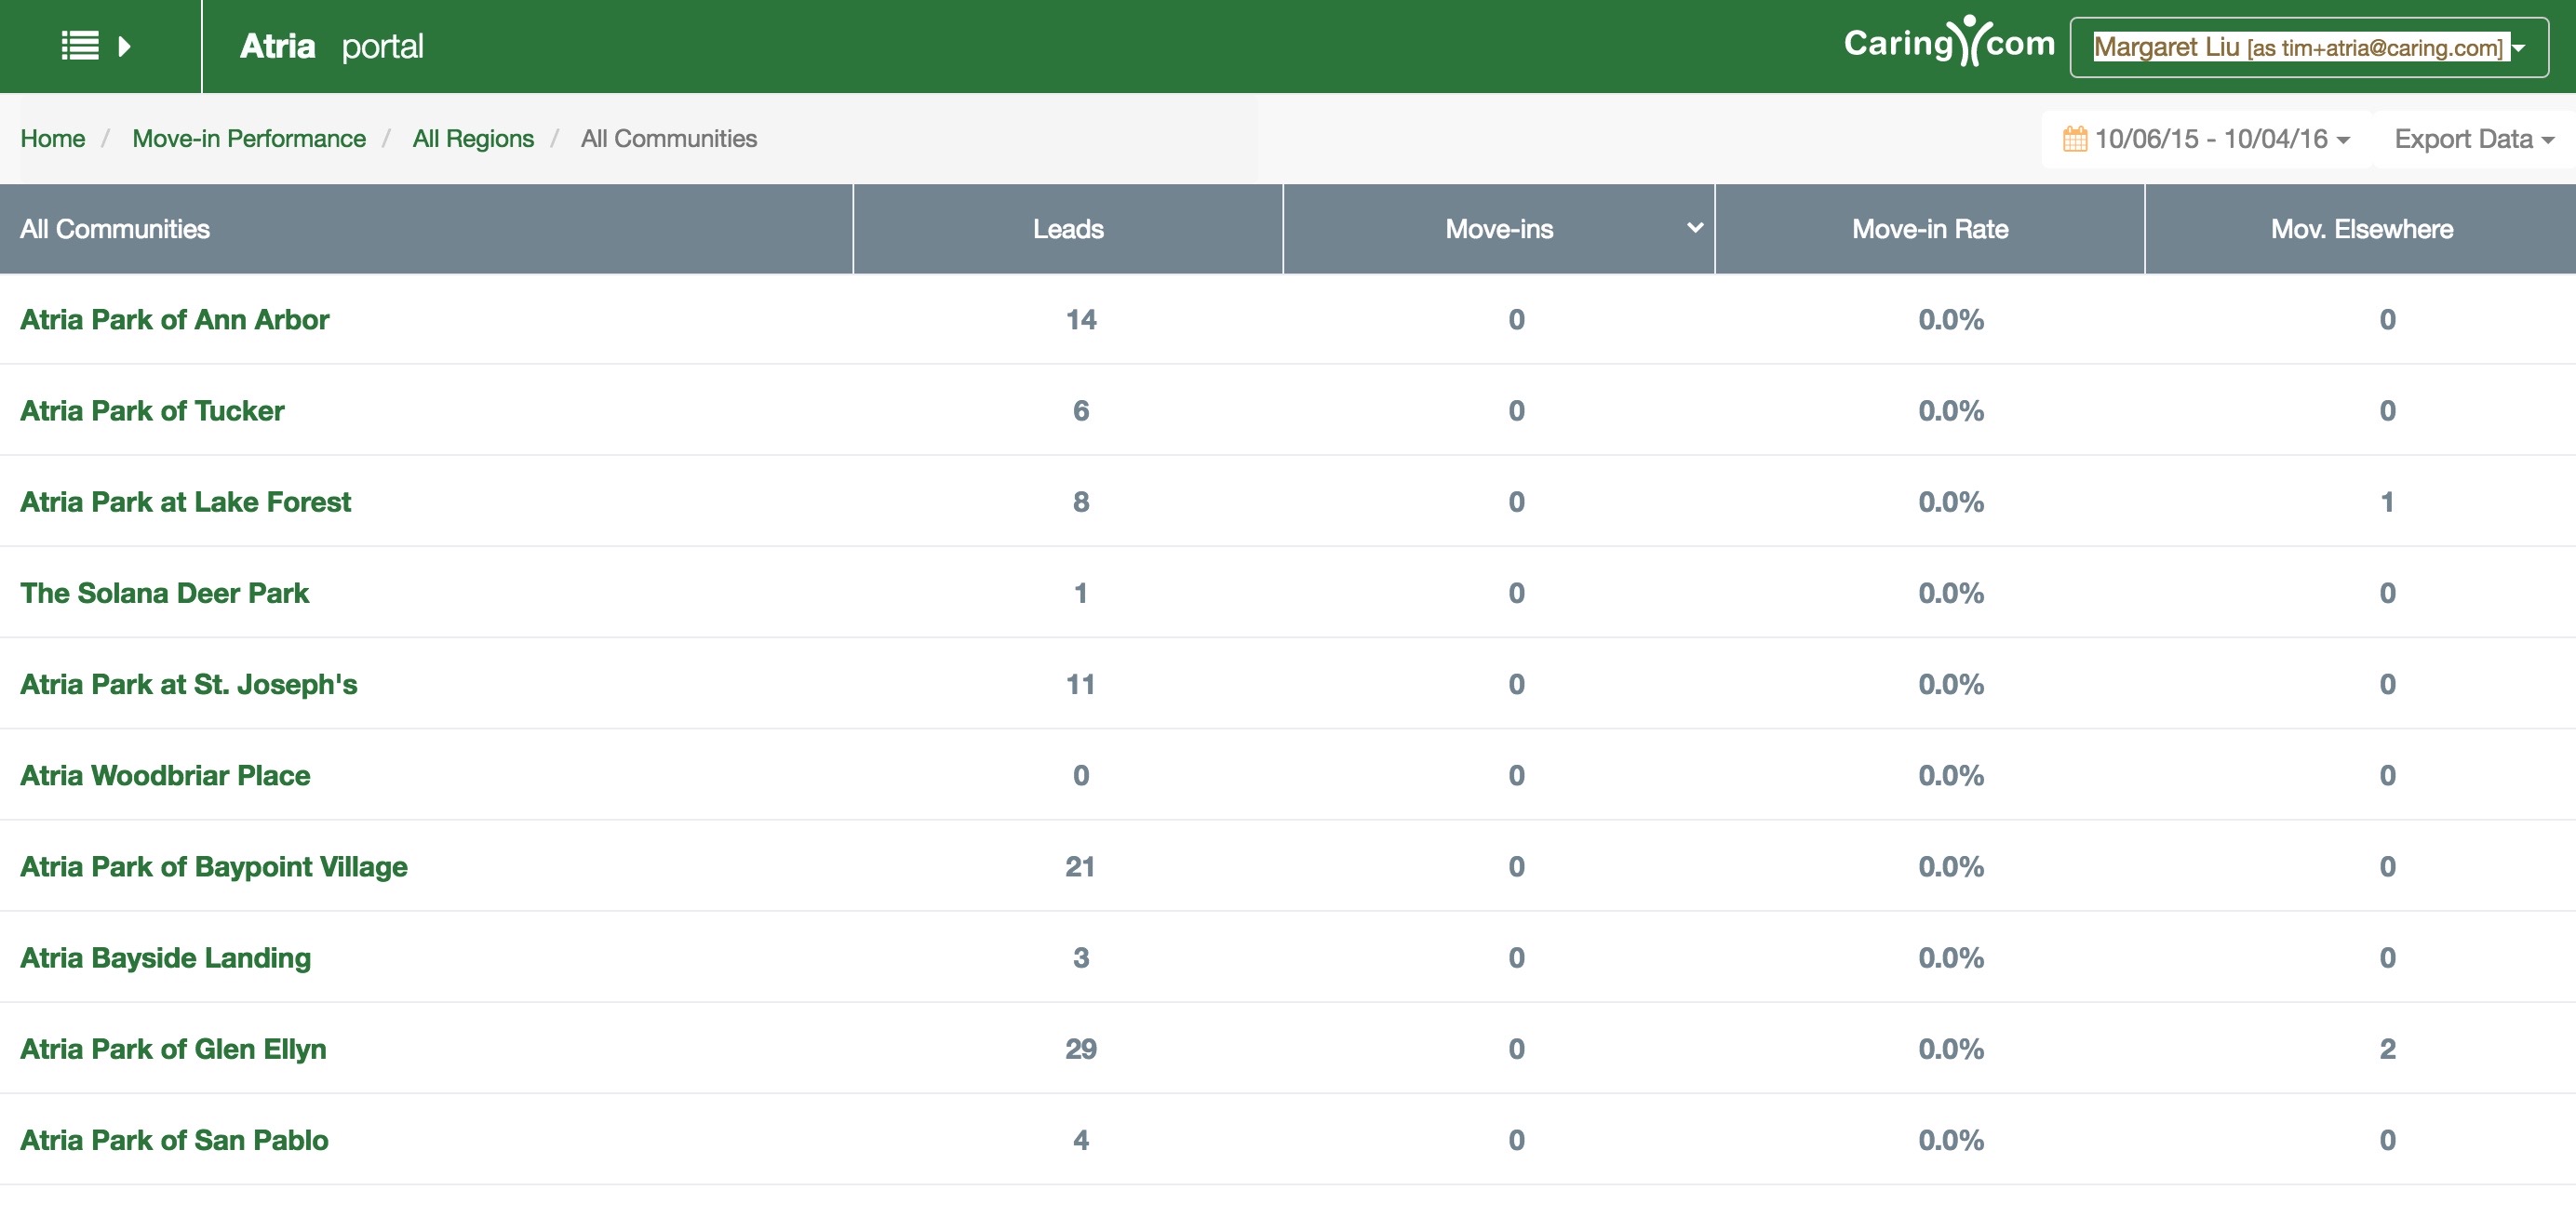 Atria portal Caring.com Margaret Liu [as tim+atria@caring.com]
Home / Move-in Performance / All Regions / All Communities 10/06/15 - 10/04/16 Export Data
All Communities Leads Move-ins Move-in Rate Mov. Elsewhere
Atria Park of Ann Arbor 14 0 0.0% 0
Atria Park of Tucker 6 0 0.0% 0
Atria Park at Lake Forest 8 0 0.0% 1
The Solana Deer Park 1 0 0.0% 0
Atria Park at St. Joseph's 11 0 0.0% 0
Atria Woodbriar Place 0 0 0.0% 0
Atria Park of Baypoint Village 21 0 0.0% 0
Atria Bayside Landing 3 0 0.0% 0
Atria Park of Glen Ellyn 29 0 0.0% 2
Atria Park of San Pablo 4 0 0.0% 0